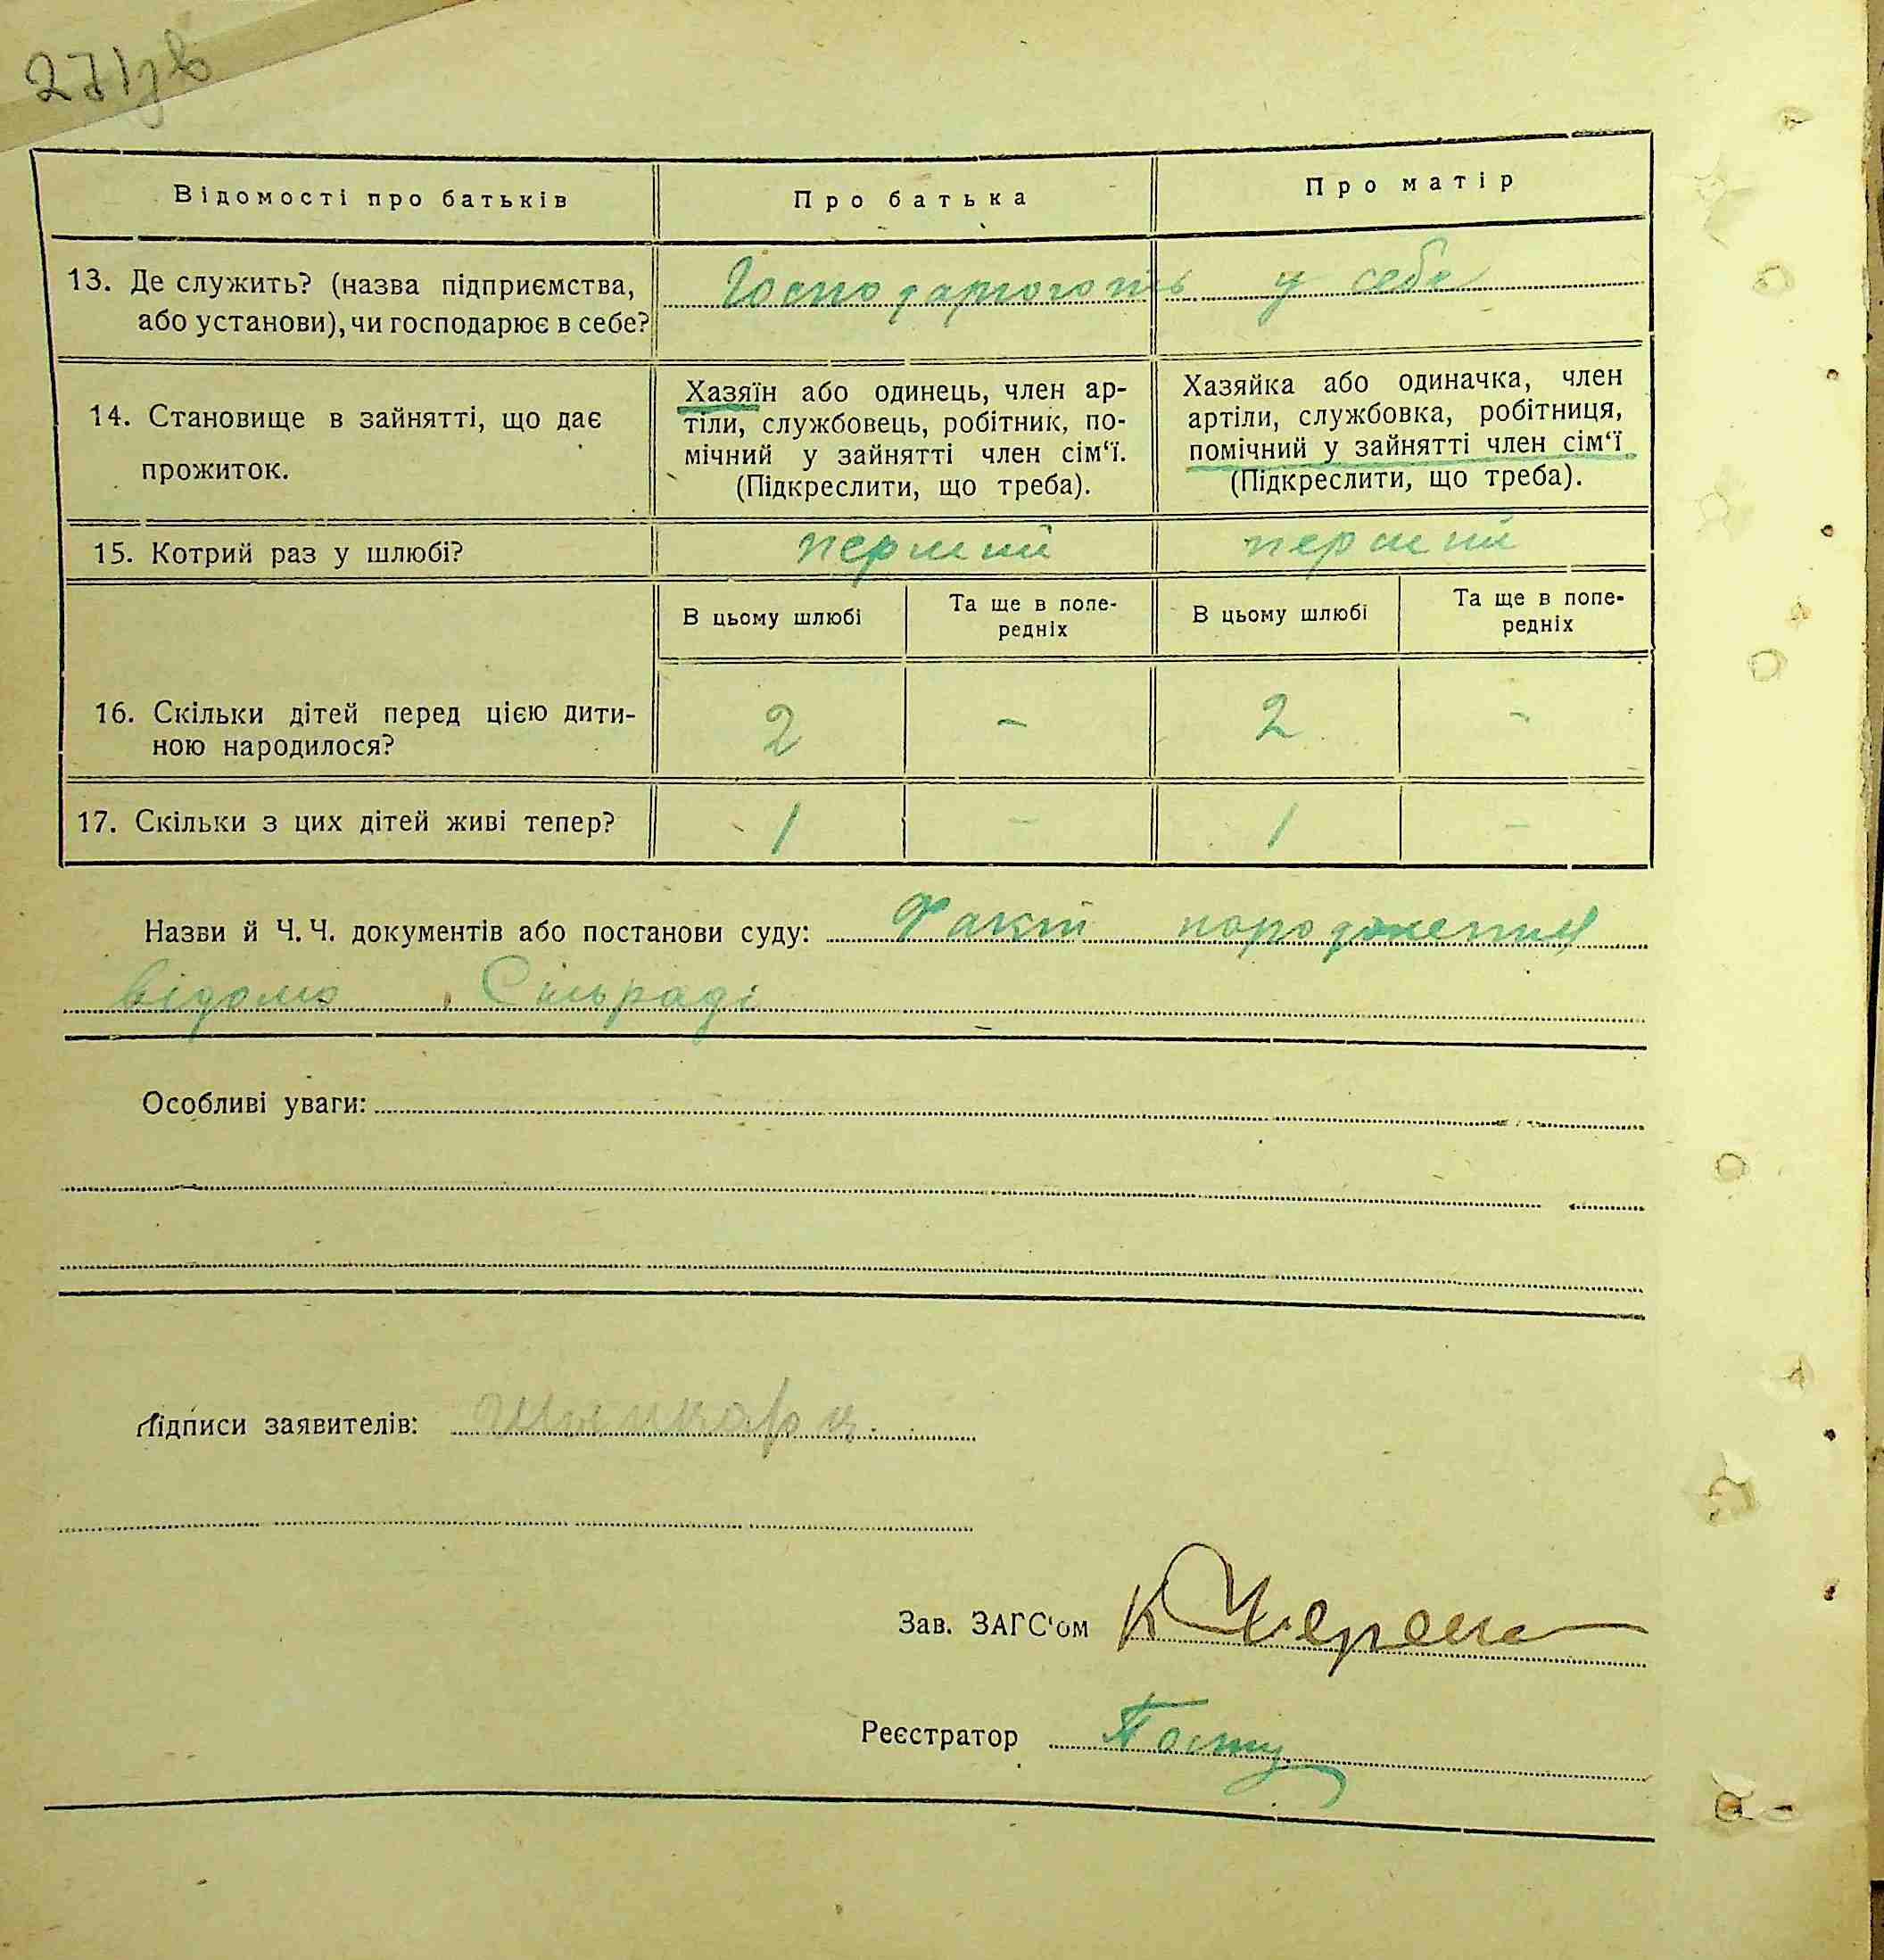 271зв
Відомості про батьків
Про батька
Про матір
13. Де служить? (назва підприємства,
або установи), чи господарює в себе?
Господарюють у себе
14. Становище в зайнятті, що дає
прожиток.
Хазяїн або одинець, член ар-
тіли, службовець, робітник, по-
мічний у зайнятті член сім‘ї.
(Підкреслити, що треба).
Хазяйка або одиначка, член
артіли, службовка, робітниця,
помічний у зайнятті член сім‘ї
(Підкреслити, що треба).
15. Котрий раз у шлюбі?
перший
перший
В цьому шлюбі
Та ще в попе-
редніх
В цьому шлюбі
Та ще в попе-
редніх
16. Скільки дітей перед цією дити-
ною народилося?
2 - 2 -
17. Скільки з цих дітей живі тепер?
1 - 1 -
Назви й Ч. Ч. документів або постанови суду: Факт народження
відомо Сільраді
Особливі уваги:
Підписи заявителів:
Зав. ЗАГС‘ом
Реєстратор